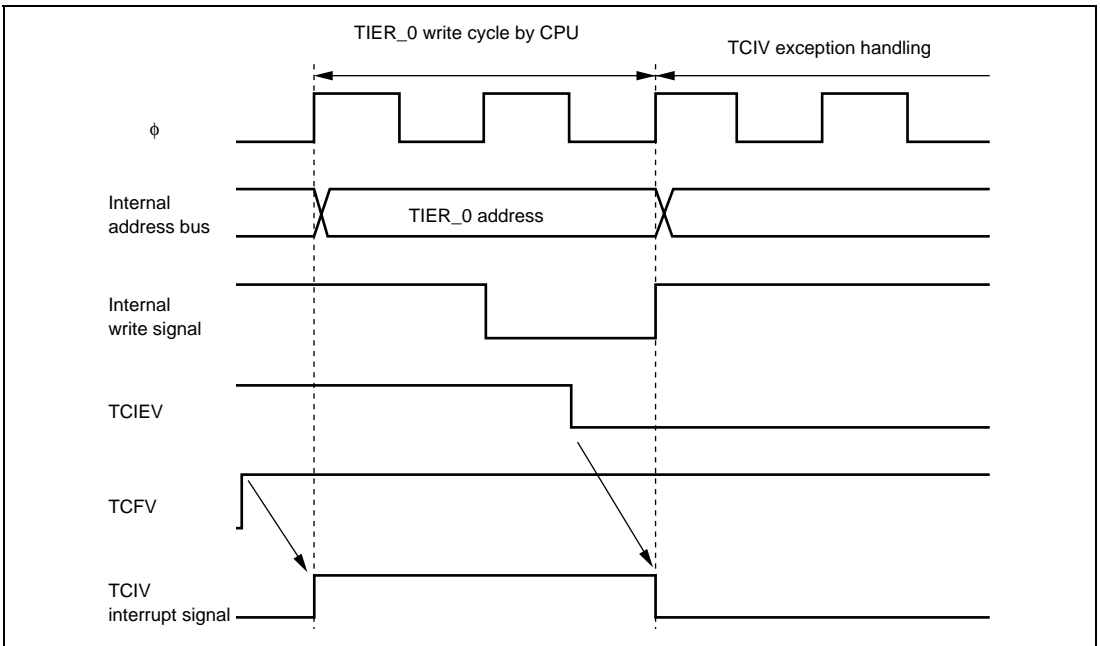 TIER_0 write cycle by CPU
TCIV exception handling
ϕ
Internal
address bus
TIER_0 address
Internal
write signal
TCIEV
TCFV
TCIV
interrupt signal